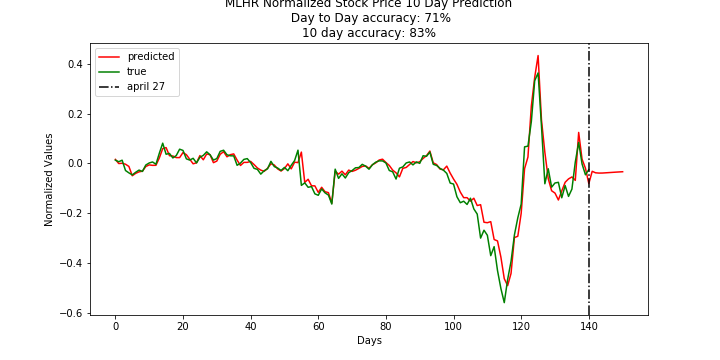 MLHR Normalized Stock Price 10 Day Prediction
Day to Day accuracy: 71%
10 day accuracy: 83%
predicted
true
april 27
Normalized Values
0.4
0.2
0.0
−0.2
−0.4
−0.6
0 20 40 60 80 100 120 140
Days